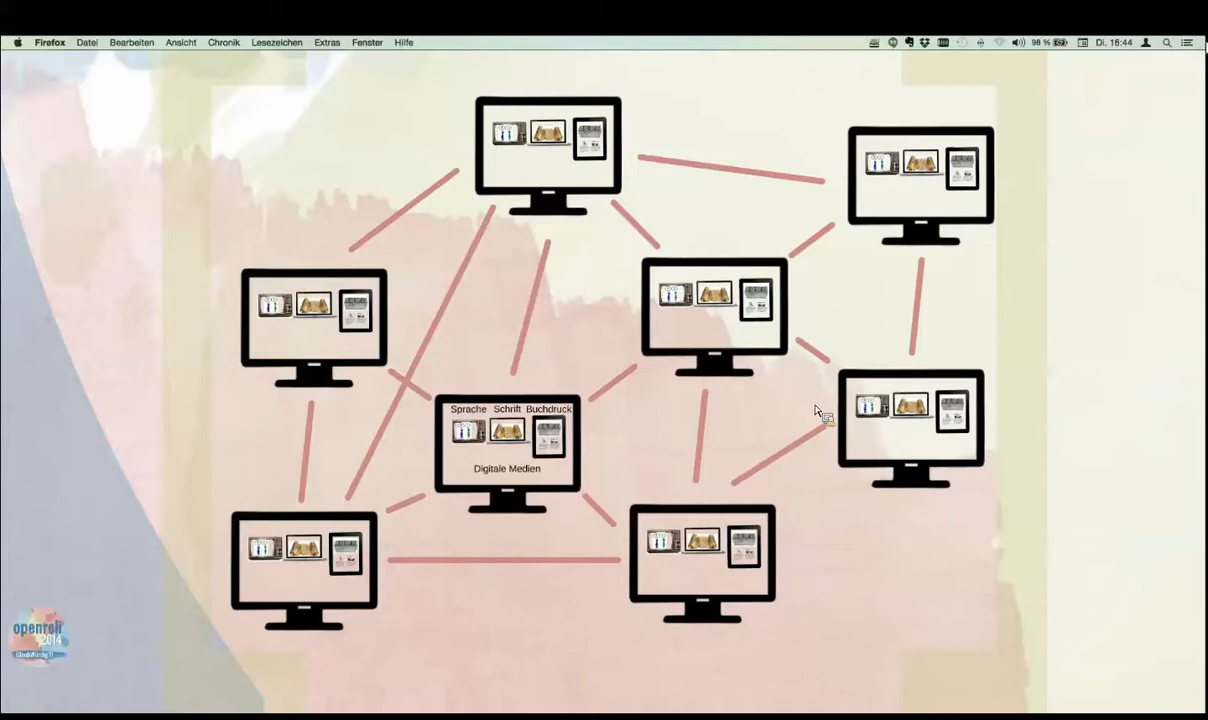 Firefox Datei Bearbeiten Ansicht Chronik Lesezeichen Extras Fenster Hilfe 98 % Di. 16:44
Sprache Schrift Buchdruck
Digitale Medien
openreli
2014